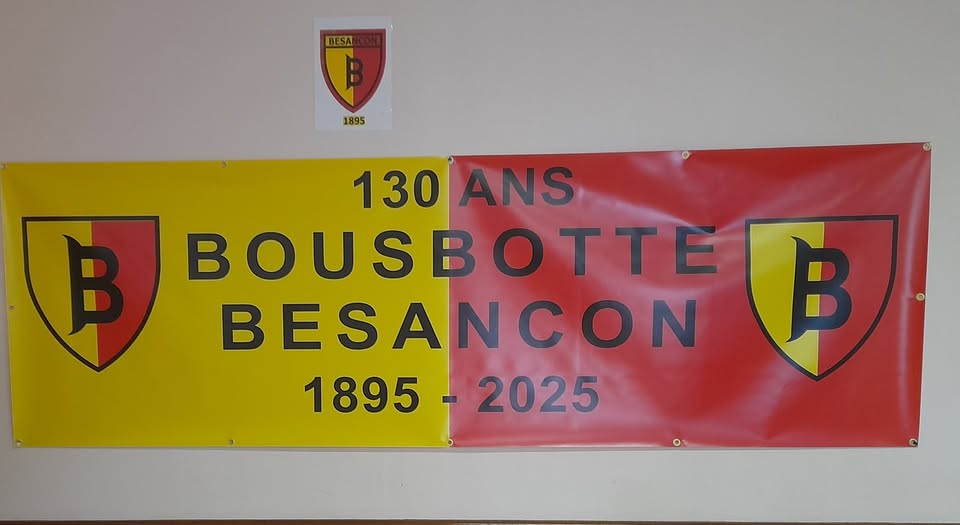 BESANCON
B
1895
130 ANS
BOUSBOTTE
BESANCON
1895 - 2025
B
B